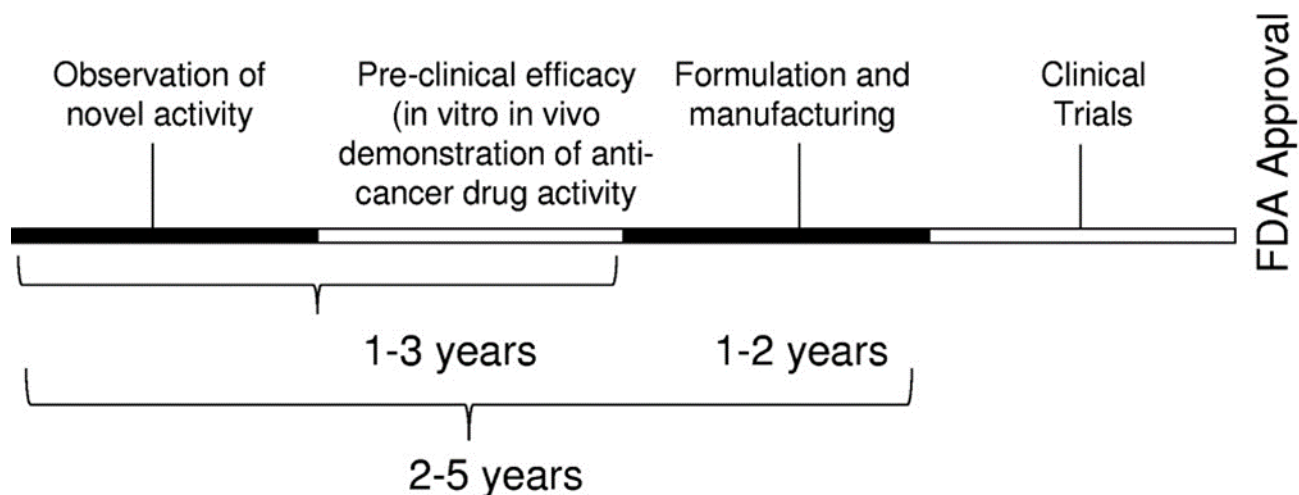 Observation of
novel activity
Pre-clinical efficacy
(in vitro in vivo
demonstration of anti-
cancer drug activity
Formulation and
manufacturing
Clinical
Trials
FDA Approval
1-3 years
1-2 years
2-5 years